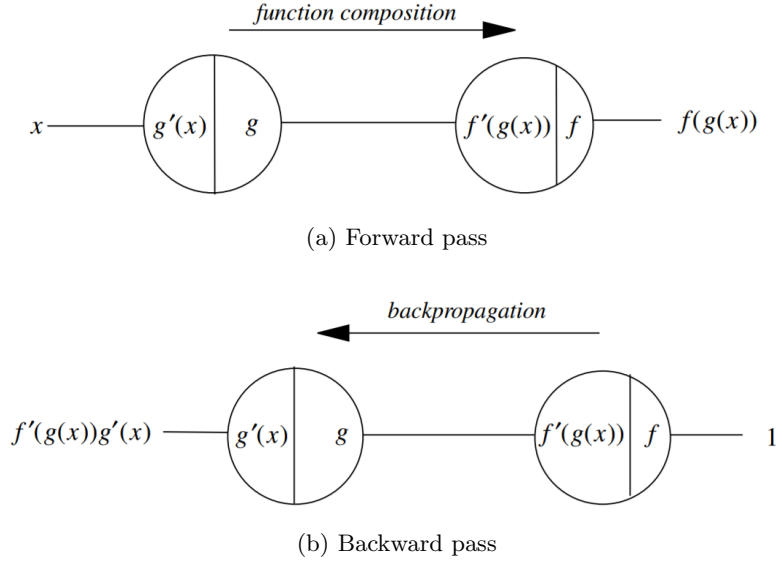 function composition
x g′(x) g f′(g(x)) f f(g(x))
(a) Forward pass
backpropagation
f′(g(x))g′(x) g′(x) g f′(g(x)) f 1
(b) Backward pass